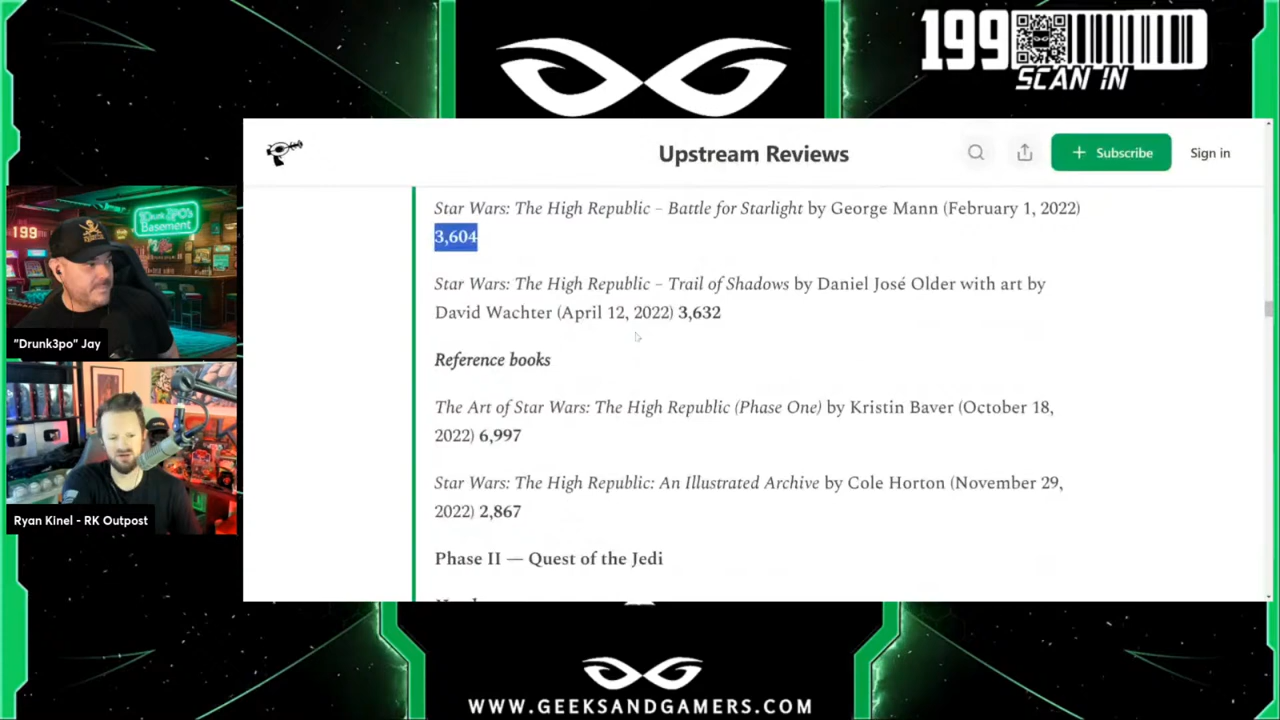 199
SCAN IN
Upstream Reviews
Subscribe
Sign in
Star Wars: The High Republic – Battle for Starlight by George Mann (February 1, 2022)
3,604
Star Wars: The High Republic – Trail of Shadows by Daniel José Older with art by
David Wachter (April 12, 2022) 3,632
Reference books
The Art of Star Wars: The High Republic (Phase One) by Kristin Baver (October 18,
2022) 6,997
Star Wars: The High Republic: An Illustrated Archive by Cole Horton (November 29,
2022) 2,867
Phase II — Quest of the Jedi
199
Drunk3PO's
Basement
"Drunk3po" Jay
Ryan Kinel - RK Outpost
WWW.GEEKSANDGAMERS.COM